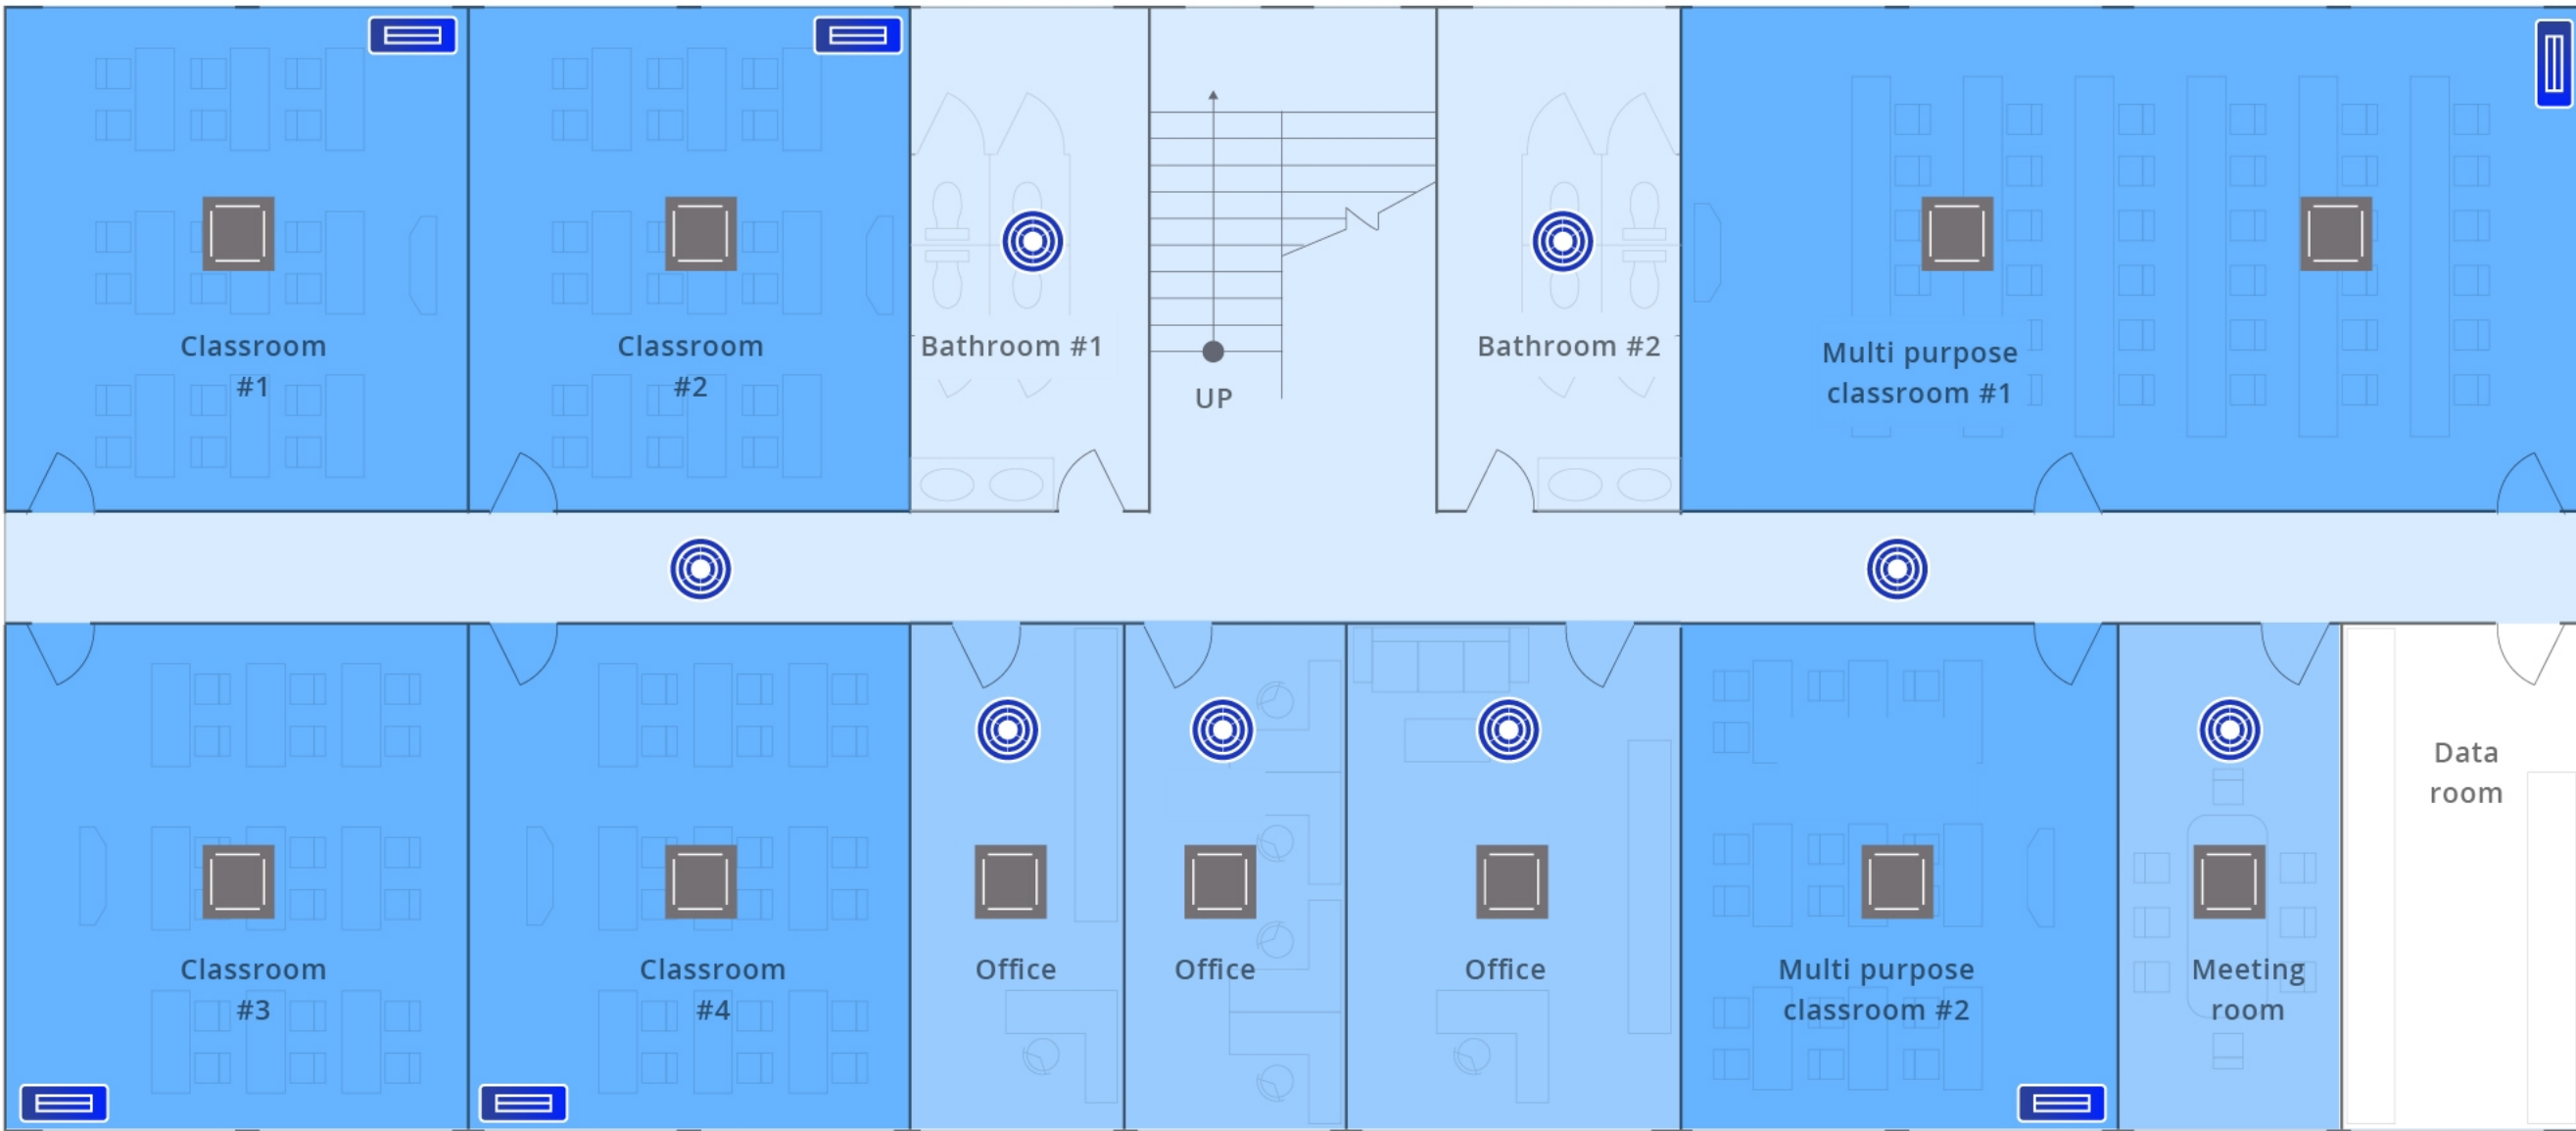 Classroom
#1
Classroom
#2
Bathroom #1
UP
Bathroom #2
Multi purpose
classroom #1
Classroom
#3
Classroom
#4
Office
Office
Office
Multi purpose
classroom #2
Meeting
room
Data
room